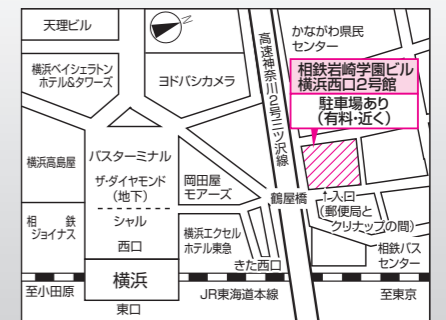 天理ビル
かながわ県民
センター
高速神奈川2号三ツ沢線
相鉄岩崎学園ビル
横浜西口2号館
駐車場あり
（有料・近く）
横浜ベイシェラトン
ホテル&タワーズ
ヨドバシカメラ
横浜高島屋
バスターミナル
ザ・ダイヤモンド
（地下）
岡田屋
モアーズ
鶴屋橋
↑入口
（郵便局と
クリナップの間）
相鉄
ジョイナス
シャル
西口
横浜エクセル
ホテル東急
きた西口
相鉄バス
センター
横浜
至小田原
JR東海道本線
至東京
東口